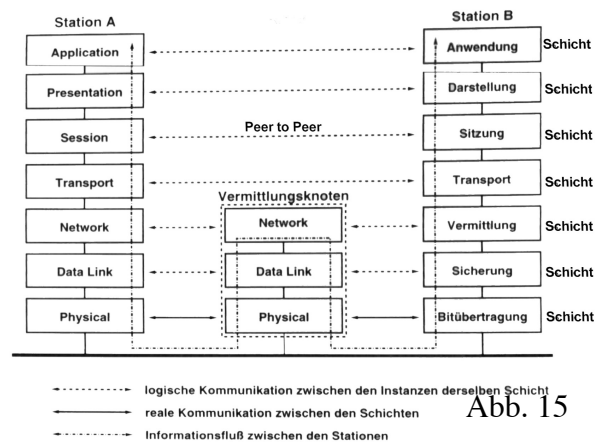 Station A
Station B
Application
Anwendung
Schicht
Presentation
Darstellung
Schicht
Session
Peer to Peer
Sitzung
Schicht
Transport
Transport
Schicht
Vermittlungsknoten
Network
Network
Vermittlung
Schicht
Data Link
Data Link
Sicherung
Schicht
Physical
Physical
Bitübertragung
Schicht
logische Kommunikation zwischen den Instanzen derselben Schicht
reale Kommunikation zwischen den Schichten
Informationsfluß zwischen den Stationen
Abb. 15